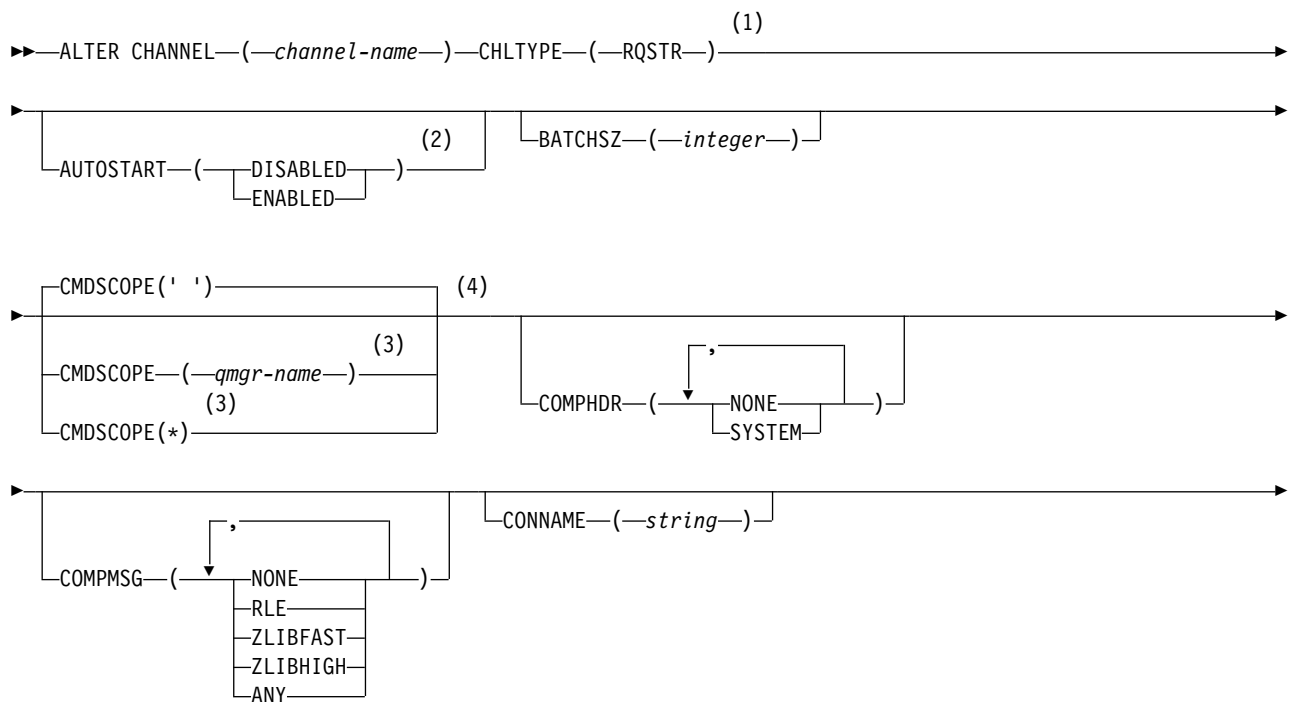 (1)
ALTER CHANNEL ( channel-name ) CHLTYPE ( RQSTR )
(2)
AUTOSTART ( DISABLED )
ENABLED
BATCHSZ ( integer )
CMDSCOPE(' ') (4)
(3)
CMDSCOPE ( qmgr-name )
(3)
CMDSCOPE(*)
,
COMPHDR ( NONE )
SYSTEM
,
COMPMSG ( NONE )
RLE
ZLIBFAST
ZLIBHIGH
ANY
CONNAME ( string )